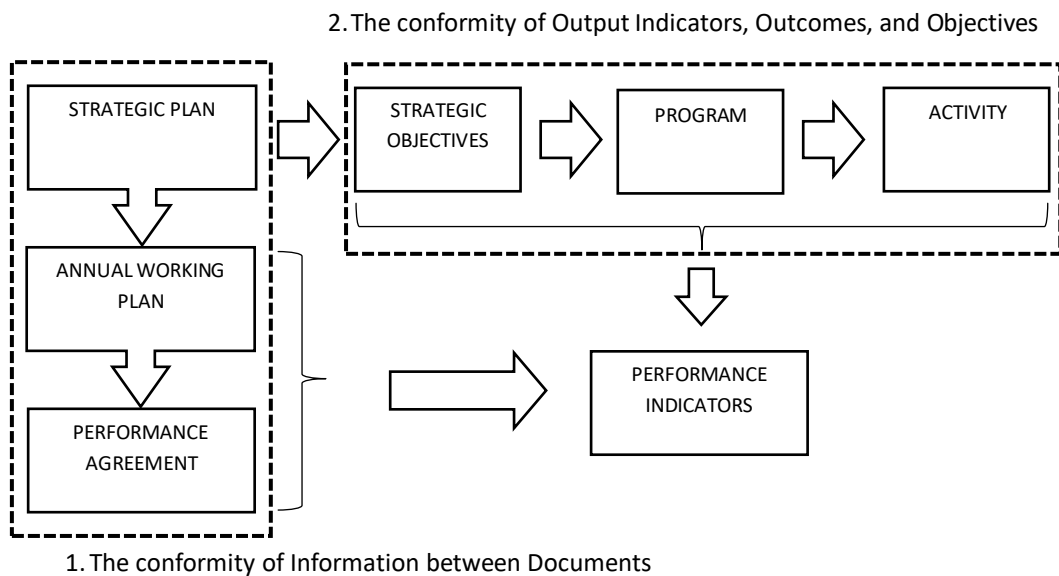 2. The conformity of Output Indicators, Outcomes, and Objectives
STRATEGIC PLAN
STRATEGIC
OBJECTIVES
PROGRAM
ACTIVITY
ANNUAL WORKING
PLAN
PERFORMANCE
INDICATORS
PERFORMANCE
AGREEMENT
1. The conformity of Information between Documents